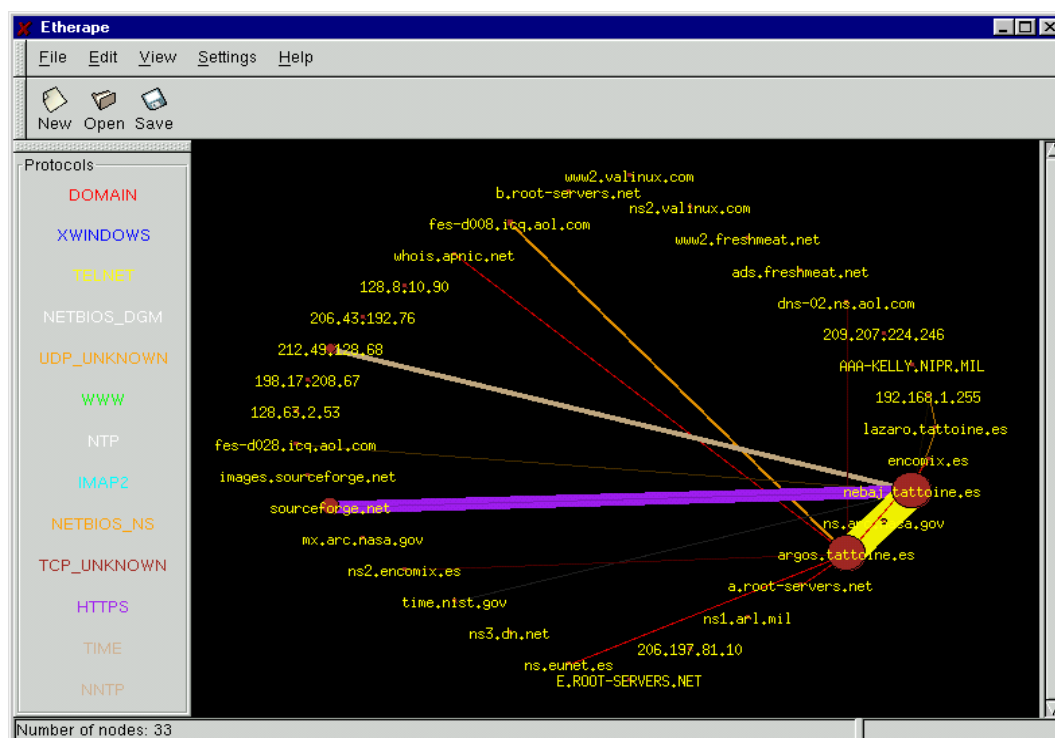 Etherape
File Edit View Settings Help
New Open Save
Protocols
DOMAIN
XWINDOWS
TELNET
NETBIOS_DGM
UDP_UNKNOWN
WWW
NTP
IMAP2
NETBIOS_NS
TCP_UNKNOWN
HTTPS
TIME
NNTP
www2.valinux.com
b.root-servers.net
ns2.valinux.com
fes-d008.icq.aol.com
www2.freshmeat.net
whois.apnic.net
ads.freshmeat.net
128.8.10.90
dns-02.ns.aol.com
206.43.192.76
209.207.224.246
212.49.128.68
AAA-KELLY.NIPR.MIL
198.17.208.67
192.168.1.255
128.63.2.53
lazaro.tattoine.es
fes-d028.icq.aol.com
encomix.es
images.sourceforge.net
nebaj.tattoine.es
sourceforge.net
ns.arc.nasa.gov
mx.arc.nasa.gov
argos.tattoine.es
ns2.encomix.es
a.root-servers.net
time.nist.gov
ns1.arl.mil
ns3.dn.net
206.197.81.10
ns.eunet.es
E.ROOT-SERVERS.NET
Number of nodes: 33